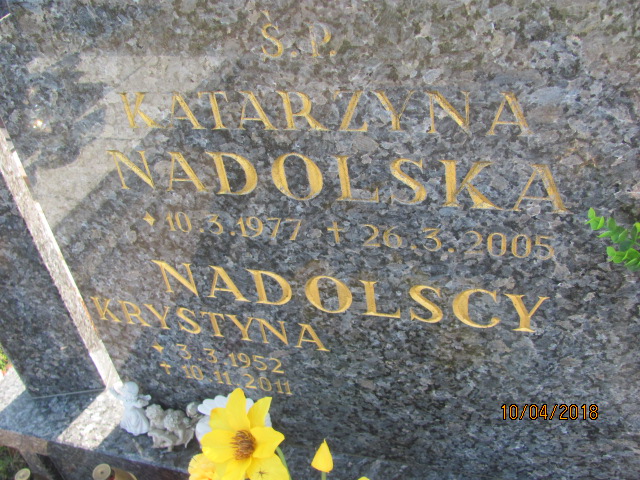 Ś. P.
KATARZYNA
NADOLSKA
✦ 10.3.1977 ✝ 26.3.2005
NADOLSCY
KRYSTYNA
✦ 3.3.1952
✝ 10.11.2011
10/04/2018